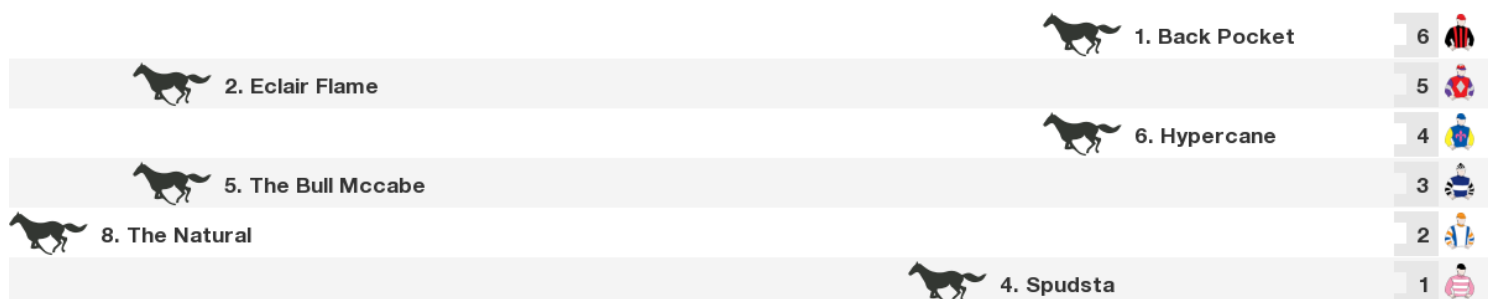 1. Back Pocket 6
2. Eclair Flame 5
6. Hypercane 4
5. The Bull Mccabe 3
8. The Natural 2
4. Spudsta 1